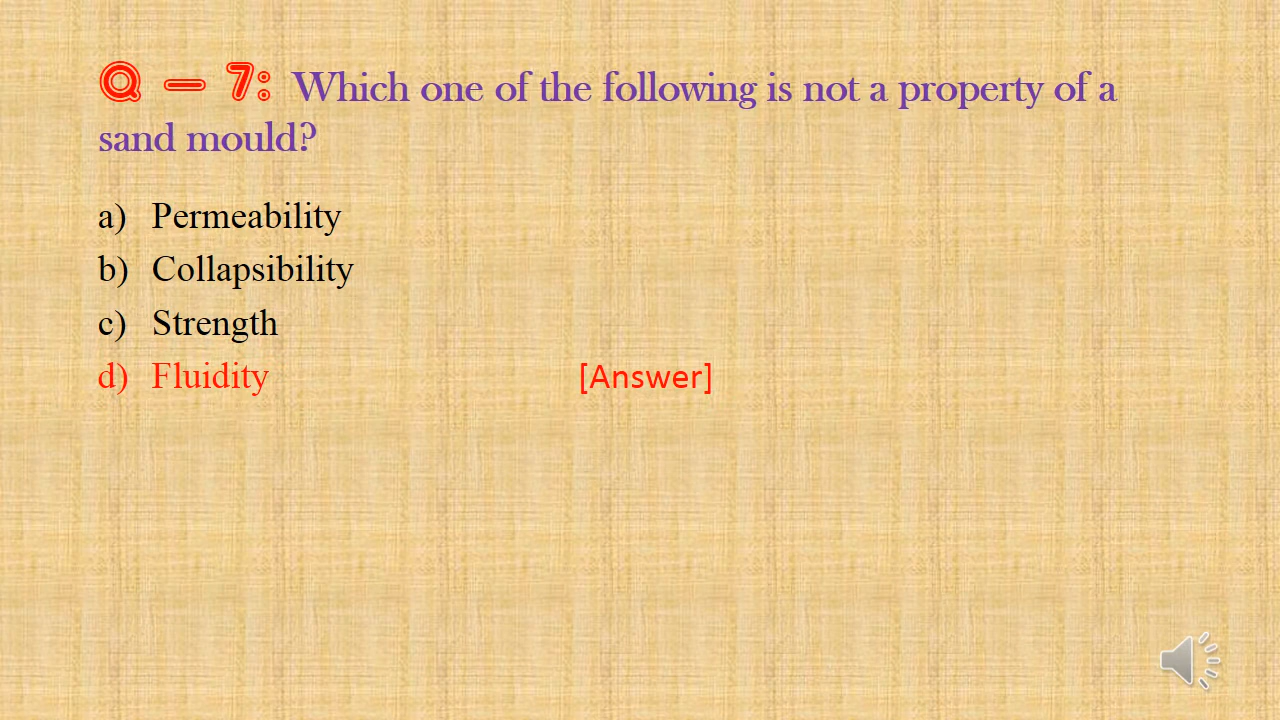 Q – 7: Which one of the following is not a property of a
sand mould?
a) Permeability
b) Collapsibility
c) Strength
d) Fluidity [Answer]